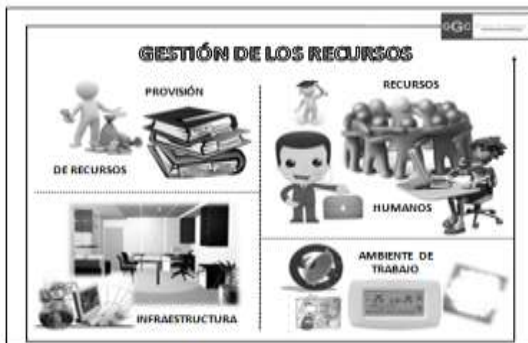 GESTIÓN DE LOS RECURSOS
PROVISIÓN
DE RECURSOS
RECURSOS
HUMANOS
INFRAESTRUCTURA
AMBIENTE DE
TRABAJO